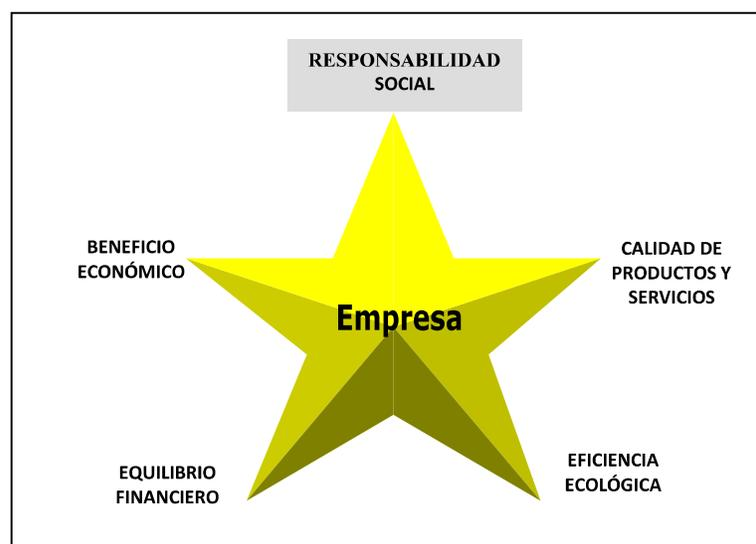 RESPONSABILIDAD
SOCIAL
BENEFICIO
ECONÓMICO
CALIDAD DE
PRODUCTOS Y
SERVICIOS
Empresa
EQUILIBRIO
FINANCIERO
EFICIENCIA
ECOLÓGICA